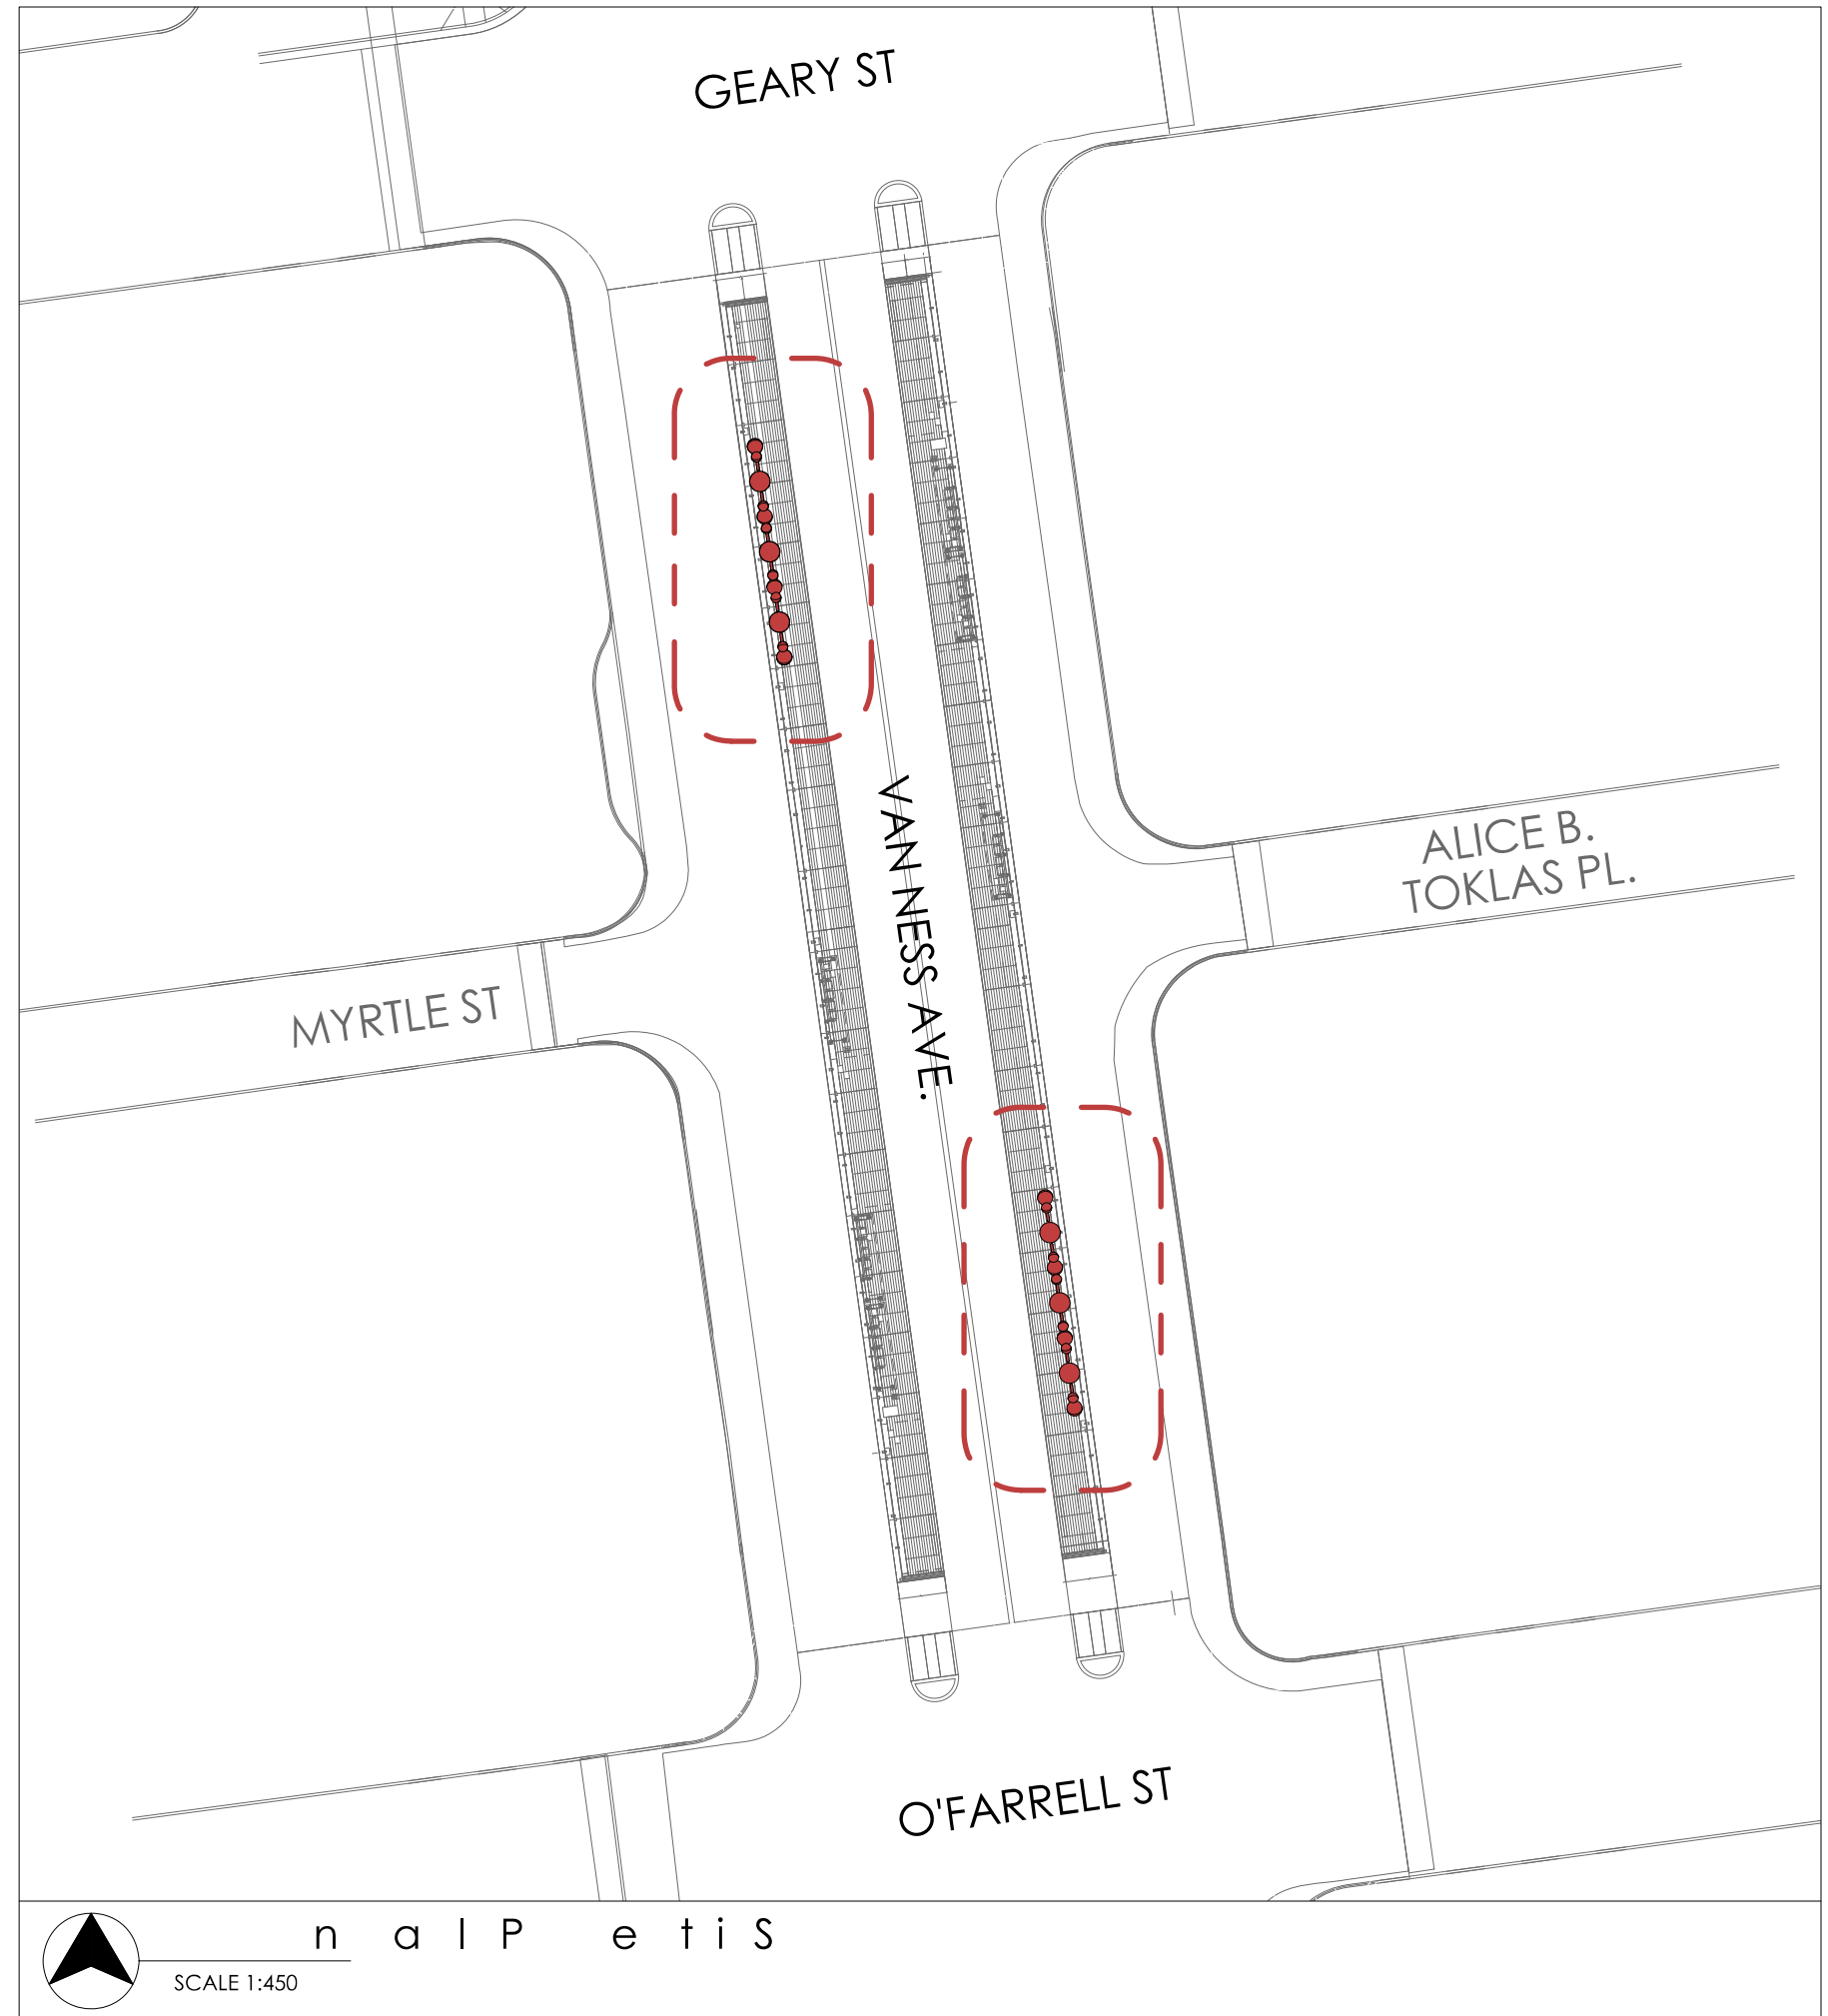 GEARY ST
VAN NESS AVE.
ALICE B.
TOKLAS PL.
MYRTLE ST
O'FARRELL ST
n a l P e t i S
SCALE 1:450